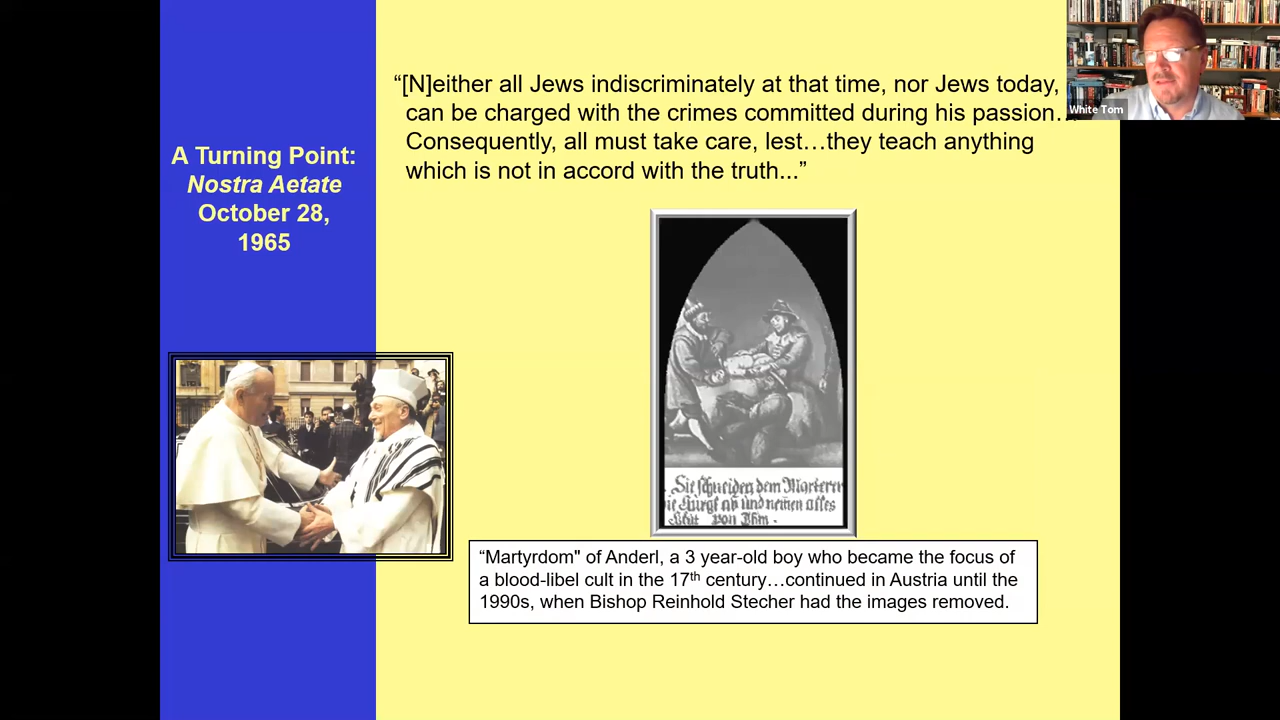 A Turning Point:
Nostra Aetate
October 28,
1965
“[N]either all Jews indiscriminately at that time, nor Jews today,
can be charged with the crimes committed during his passion…
Consequently, all must take care, lest…they teach anything
which is not in accord with the truth...”
White Tom
Sie schneiden dem Marterer
die Gurgl ab und nemen alles
Blut von Ihm.
“Martyrdom" of Anderl, a 3 year-old boy who became the focus of
a blood-libel cult in the 17th century…continued in Austria until the
1990s, when Bishop Reinhold Stecher had the images removed.